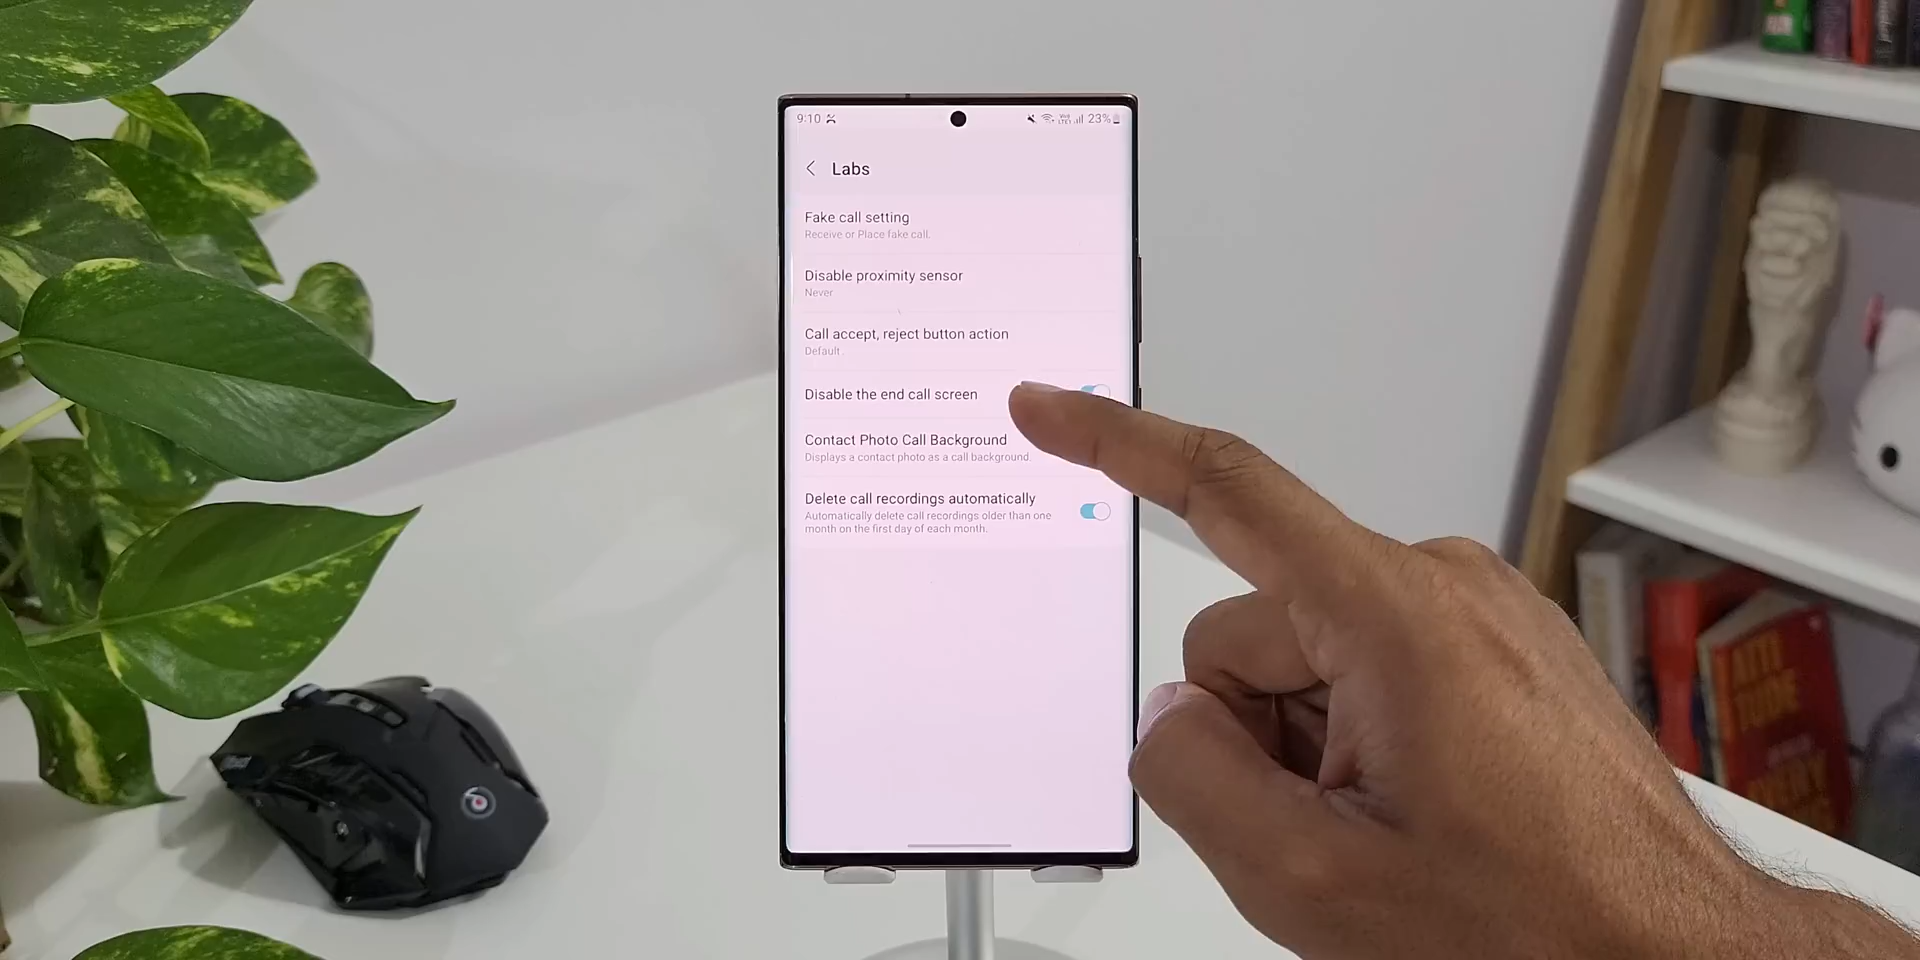 9:10
23%
Labs
Fake call setting
Receive or Place fake call.
Disable proximity sensor
Never
Call accept, reject button action
Default
Disable the end call screen
Contact Photo Call Background
Displays a contact photo as a call background.
Delete call recordings automatically
Automatically delete call recordings older than one
month on the first day of each month.
ATTI
TUDE